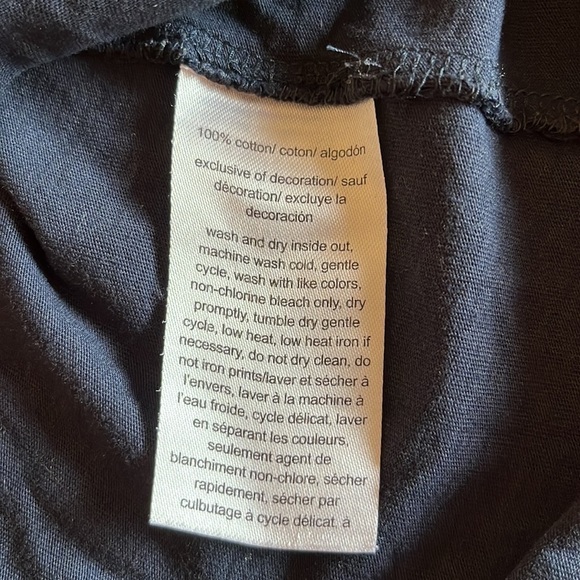 100% cotton/ coton/ algodón
exclusive of decoration/ sauf
décoration/ excluye la
decoración
wash and dry inside out,
machine wash cold, gentle
cycle, wash with like colors,
non-chlorine bleach only, dry
promptly, tumble dry gentle
cycle, low heat, low heat iron if
necessary, do not dry clean, do
not iron prints/laver et sécher à
l'envers, laver à la machine à
l'eau froide, cycle délicat, laver
en séparant les couleurs,
seulement agent de
blanchiment non-chlore, sécher
rapidement, sécher par
culbutage à cycle délicat, à